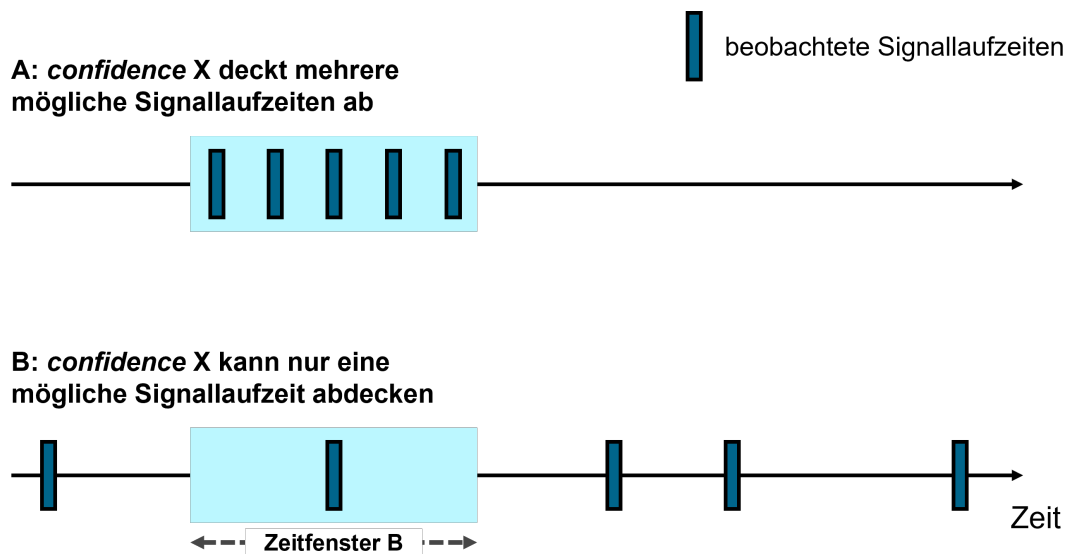 beobachtete Signallaufzeiten
A: confidence X deckt mehrere
mögliche Signallaufzeiten ab
B: confidence X kann nur eine
mögliche Signallaufzeit abdecken
Zeit
Zeitfenster B